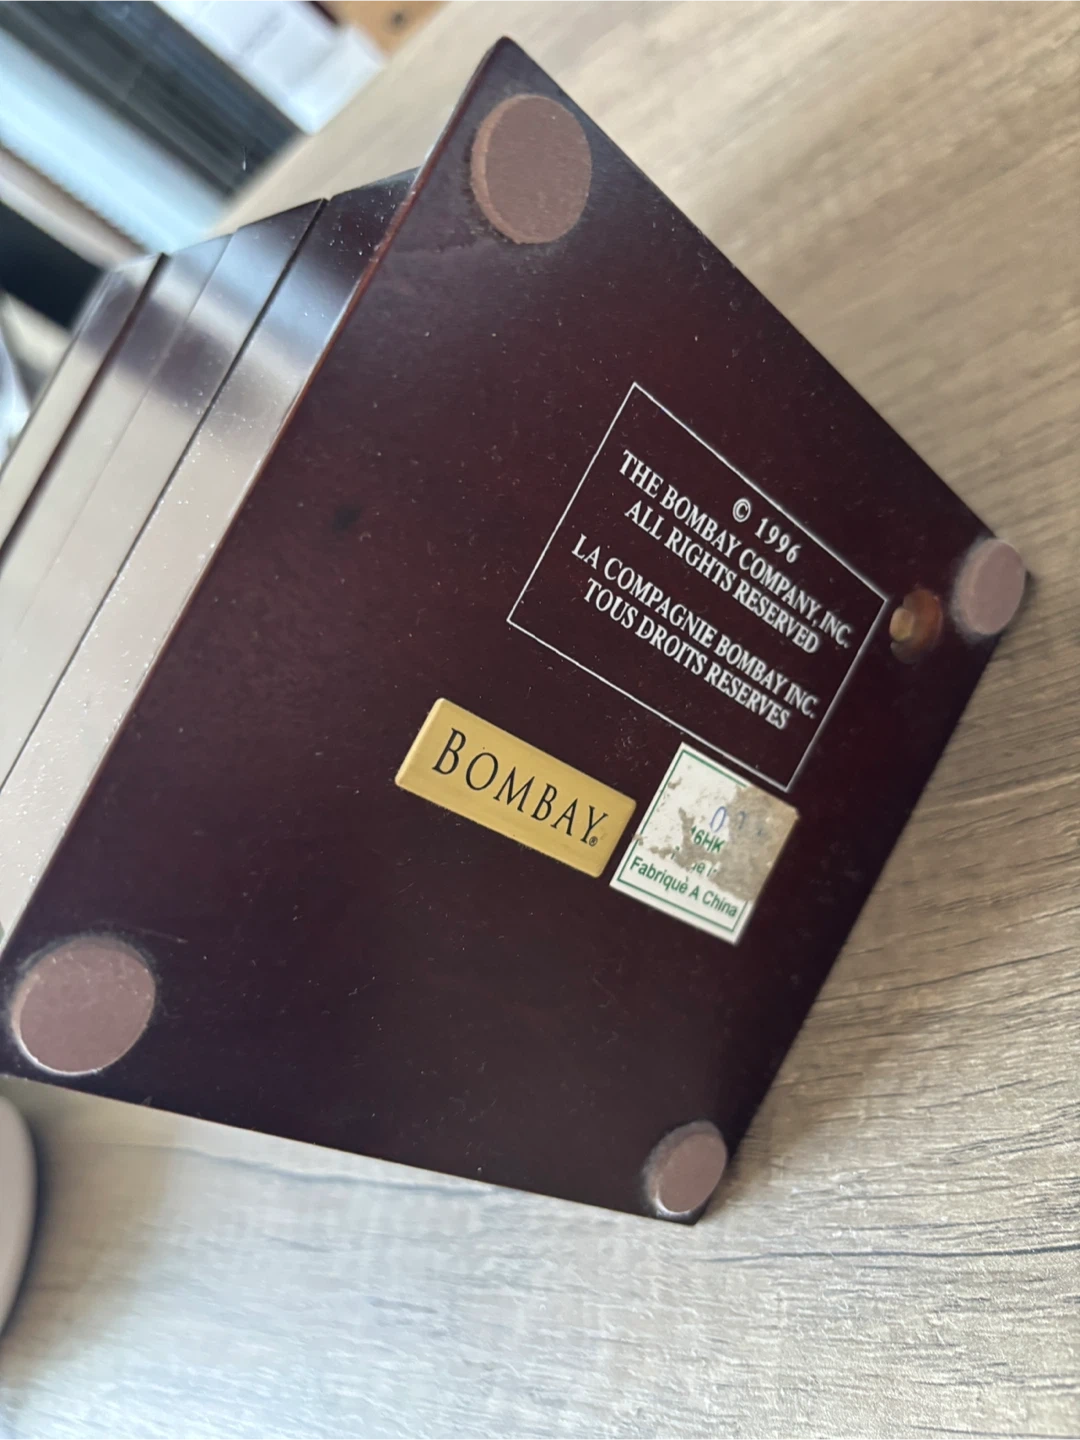 © 1996
THE BOMBAY COMPANY, INC.
ALL RIGHTS RESERVED
LA COMPAGNIE BOMBAY INC.
TOUS DROITS RESERVES
BOMBAY®
Fabriqué A China